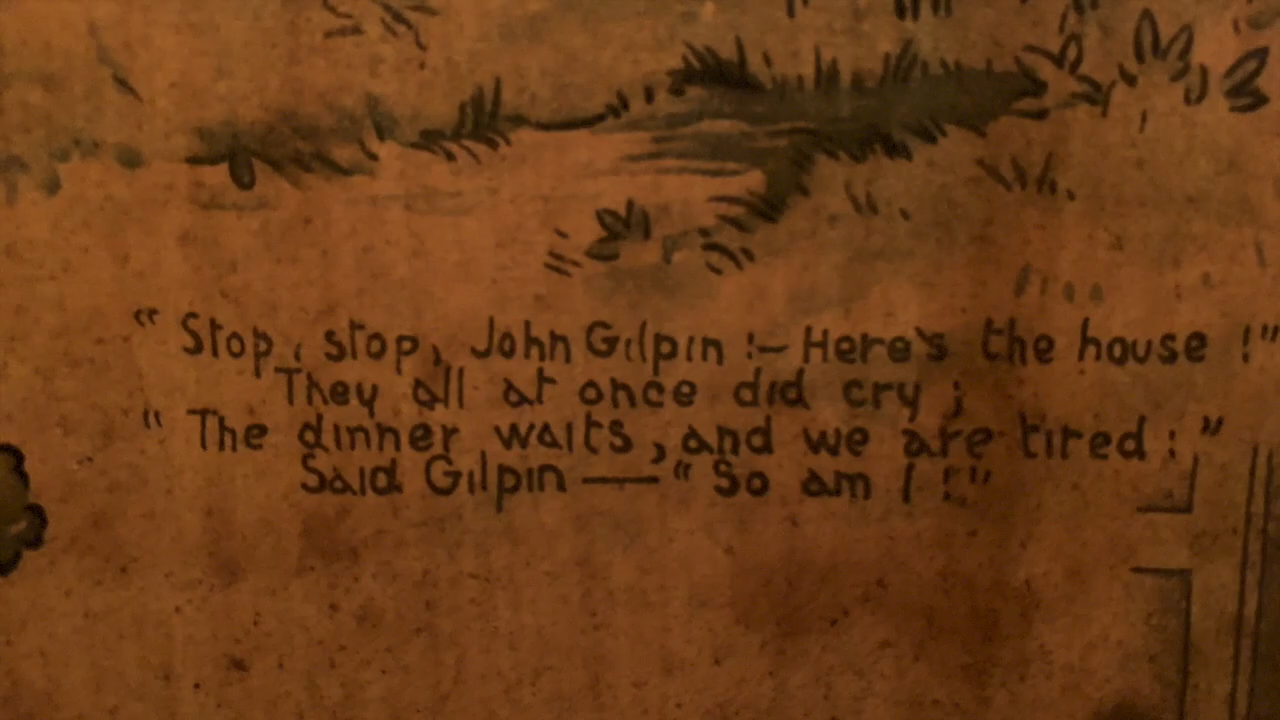 “ Stop, stop, John Gilpin :— Here's the house !”
They all at once did cry ;
“ The dinner waits, and we are tired : ”
Said Gilpin — “ So am I ! ”